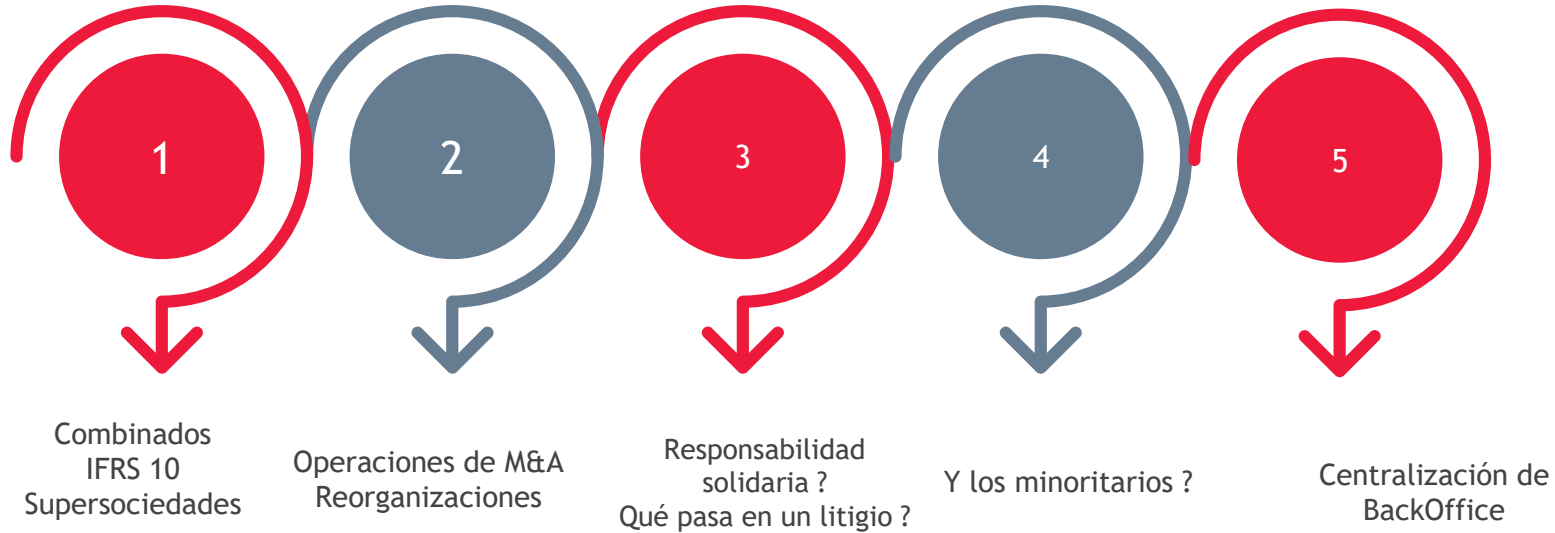 1
Combinados
IFRS 10
Supersociedades
2
Operaciones de M&A
Reorganizaciones
3
Responsabilidad
solidaria ?
Qué pasa en un litigio ?
4
Y los minoritarios ?
5
Centralización de
BackOffice